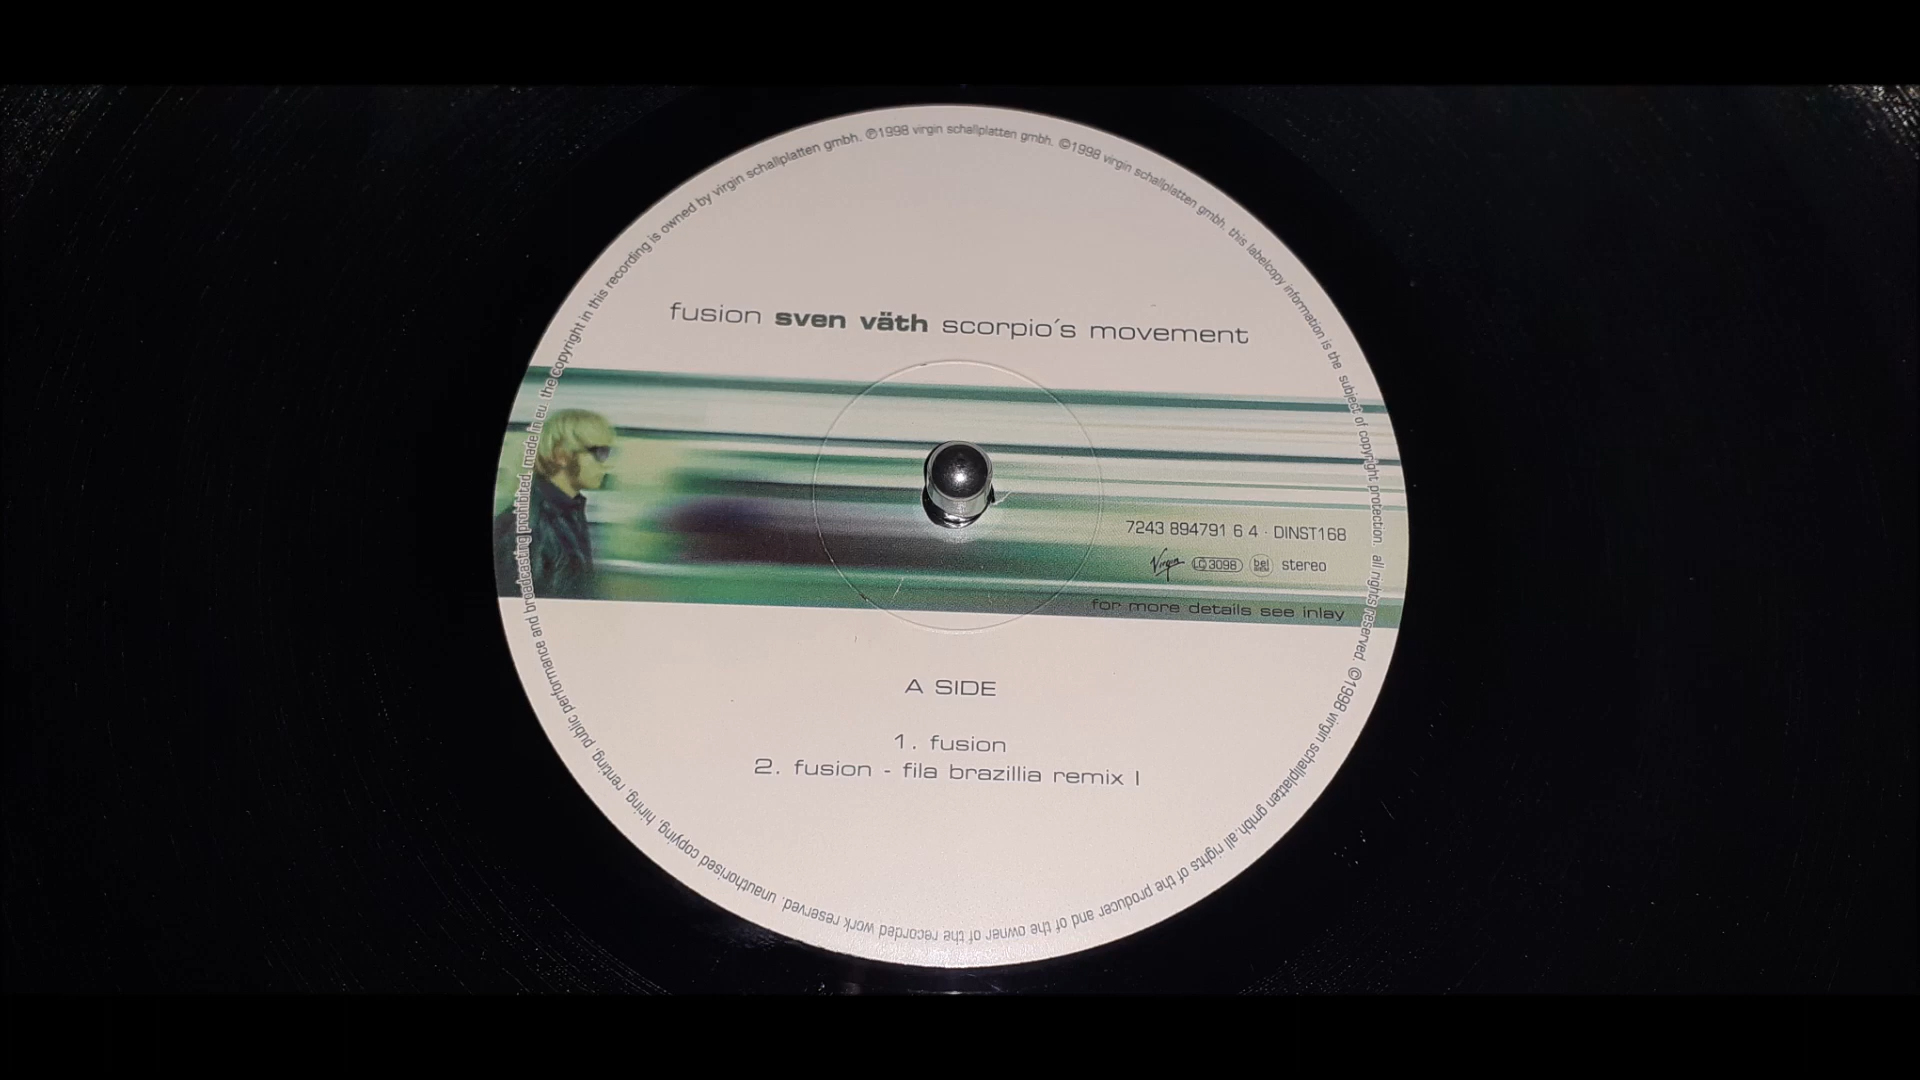 fusion sven väth scorpio´s movement
7243 894791 6 4 · DINST168
Virgin LC 3098 bel BIEM stereo
for more details see inlay
A SIDE
1. fusion
2. fusion - fila brazillia remix I
℗1998 virgin schallplatten gmbh. ©1998 virgin schallplatten gmbh. this labelcopy information is the subject of copyright protection. all rights reserved. ©1998 virgin schallplatten gmbh. all rights of the producer and of the owner of the recorded work reserved. unauthorised copying, hiring, renting, public performance and broadcasting prohibited. made in eu. the copyright in this recording is owned by virgin schallplatten gmbh.